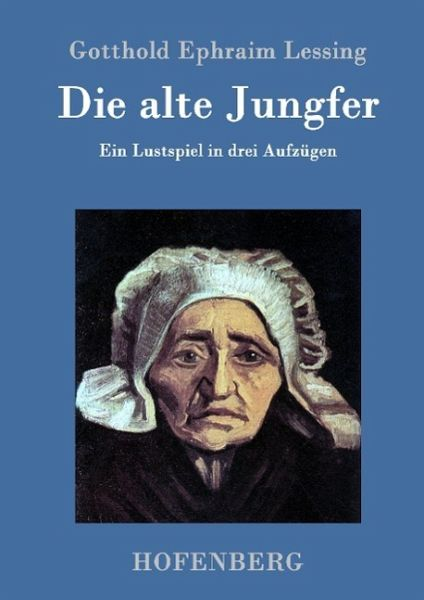 Gotthold Ephraim Lessing
Die alte Jungfer
Ein Lustspiel in drei Aufzügen
HOFENBERG